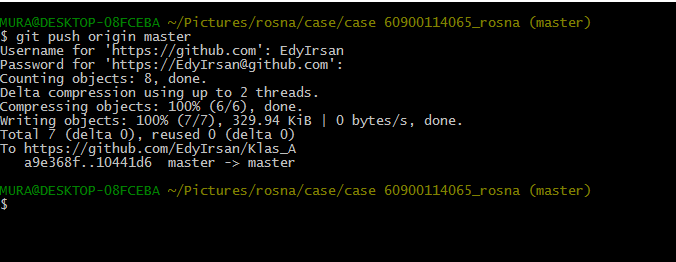 MURA@DESKTOP-08FCEBA ~/Pictures/rosna/case/case 60900114065_rosna (master)
$ git push origin master
Username for 'https://github.com': EdyIrsan
Password for 'https://EdyIrsan@github.com':
Counting objects: 8, done.
Delta compression using up to 2 threads.
Compressing objects: 100% (6/6), done.
Writing objects: 100% (7/7), 329.94 KiB | 0 bytes/s, done.
Total 7 (delta 0), reused 0 (delta 0)
To https://github.com/EdyIrsan/Klas_A
   a9e368f..10441d6  master -> master
MURA@DESKTOP-08FCEBA ~/Pictures/rosna/case/case 60900114065_rosna (master)
$